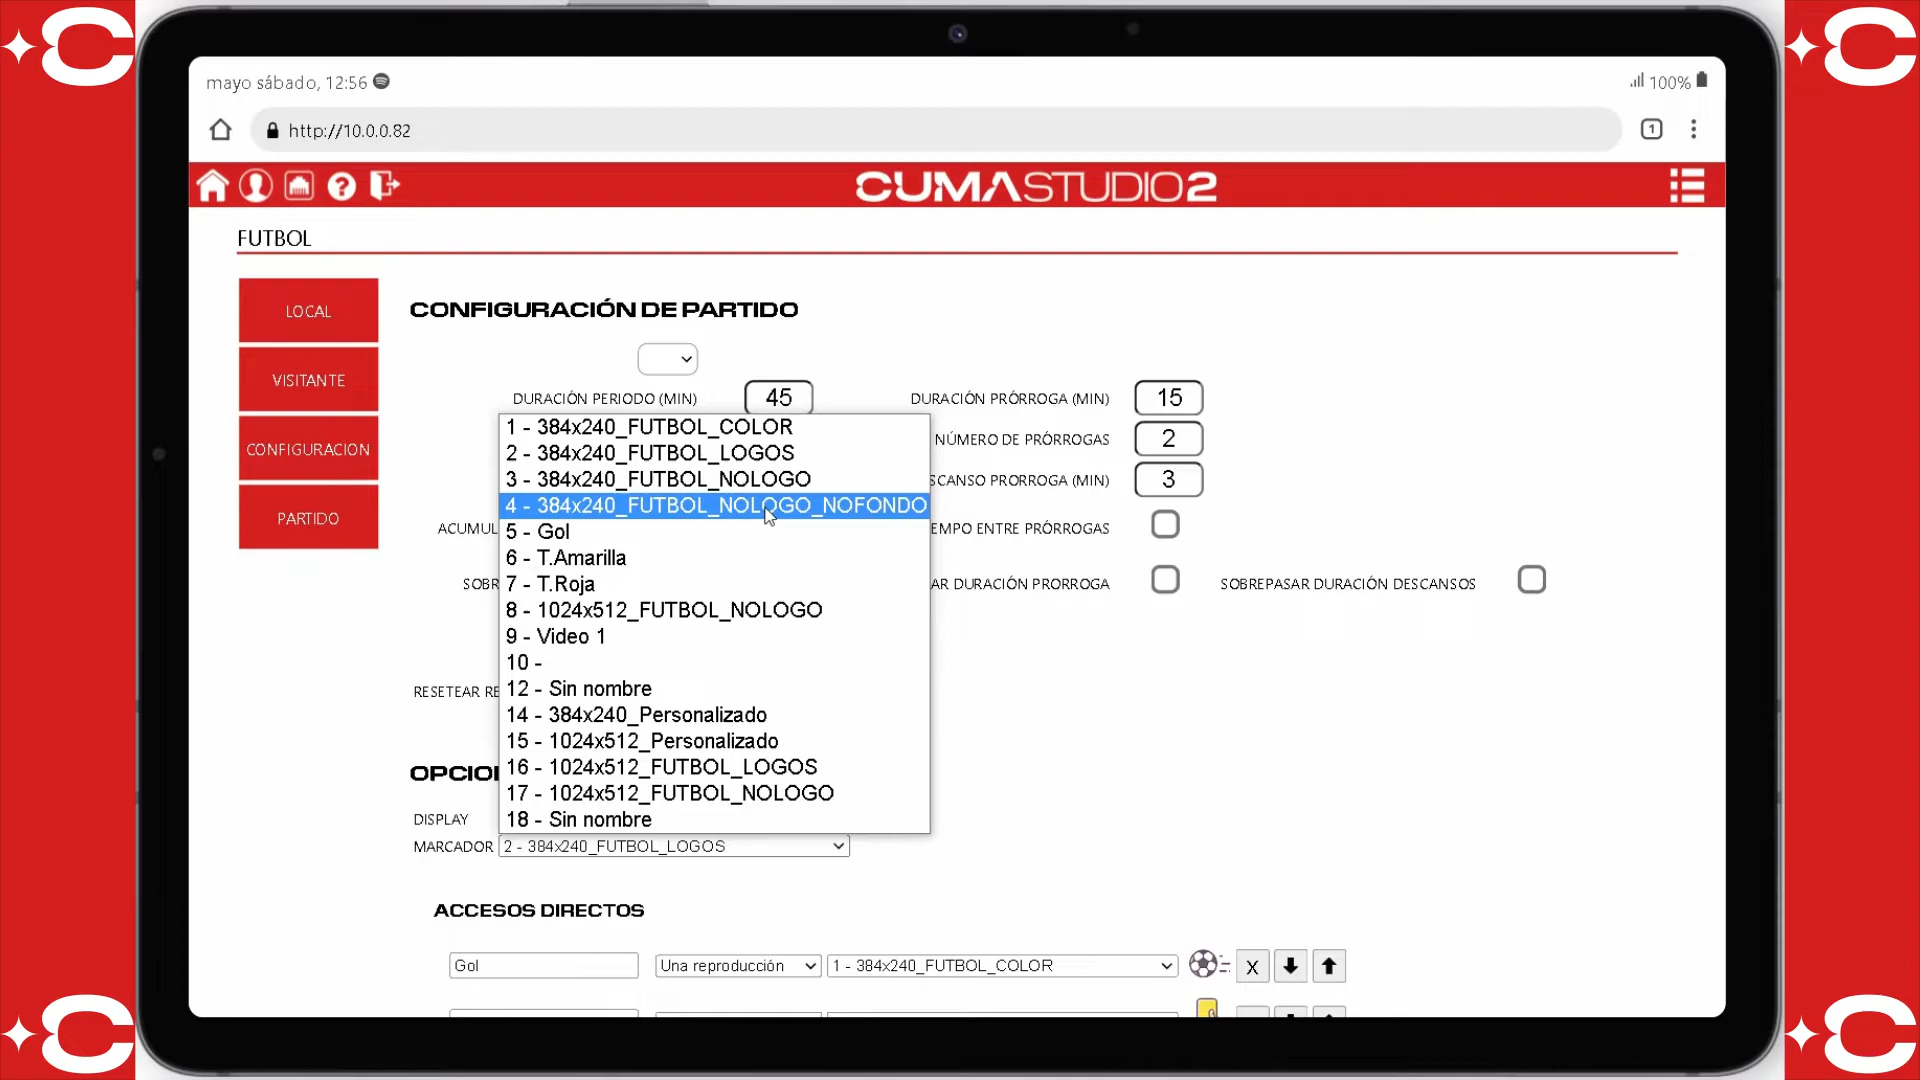 mayo sábado, 12:56
100%
http://10.0.0.82
1
CUMASTUDIO2
FUTBOL
LOCAL
VISITANTE
CONFIGURACION
PARTIDO
CONFIGURACIÓN DE PARTIDO
DURACIÓN PERIODO (MIN) 45
DURACIÓN PRÓRROGA (MIN) 15
NÚMERO DE PRÓRROGAS 2
SCANSO PRORROGA (MIN) 3
ACUMUL
EMPO ENTRE PRÓRROGAS
SOBR
AR DURACIÓN PRORROGA
SOBREPASAR DURACIÓN DESCANSOS
RESETEAR RE
1 - 384x240_FUTBOL_COLOR
2 - 384x240_FUTBOL_LOGOS
3 - 384x240_FUTBOL_NOLOGO
4 - 384x240_FUTBOL_NOLOGO_NOFONDO
5 - Gol
6 - T.Amarilla
7 - T.Roja
8 - 1024x512_FUTBOL_NOLOGO
9 - Video 1
10 -
12 - Sin nombre
14 - 384x240_Personalizado
15 - 1024x512_Personalizado
16 - 1024x512_FUTBOL_LOGOS
17 - 1024x512_FUTBOL_NOLOGO
18 - Sin nombre
OPCIO
DISPLAY
MARCADOR 2 - 384x240_FUTBOL_LOGOS
ACCESOS DIRECTOS
Gol Una reproducción 1 - 384x240_FUTBOL_COLOR X